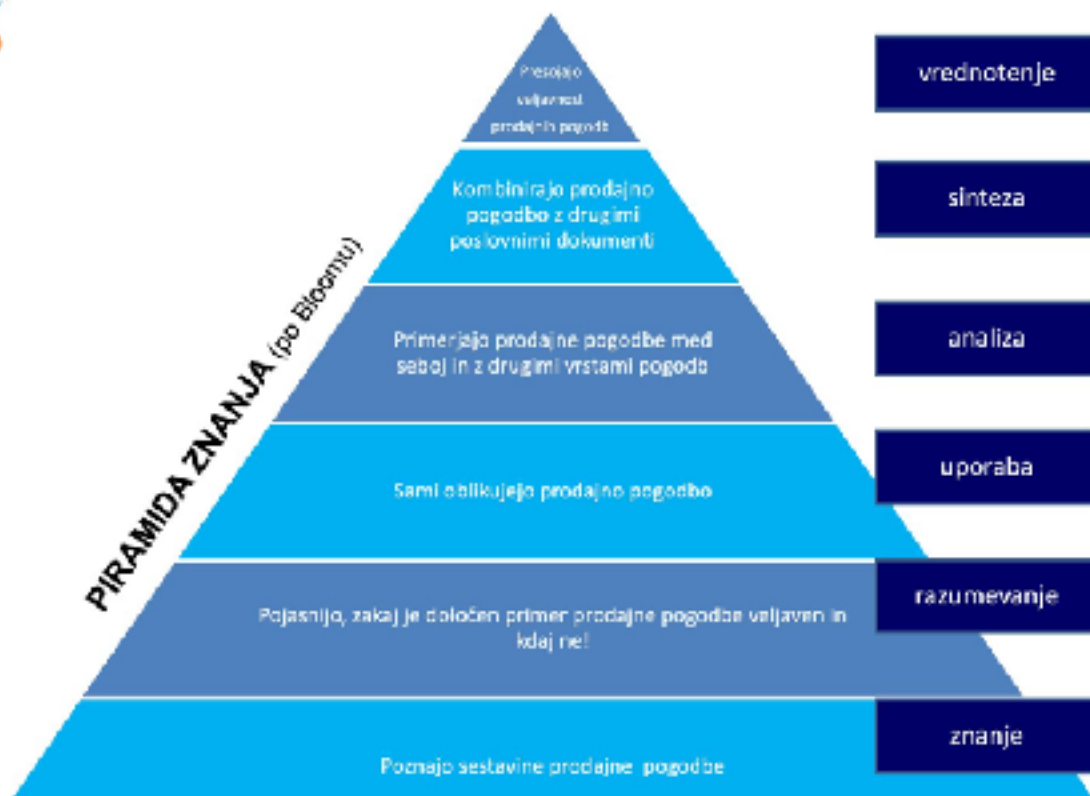 Presojajo
veljavnost
prodajnih pogodb
vrednotenje
Kombinirajo prodajno
pogodbo z drugimi
poslovnimi dokumenti
sinteza
Primerjajo prodajne pogodbe med
seboj in z drugimi vrstami pogodb
analiza
Sami oblikujejo prodajno pogodbo
uporaba
Pojasnijo, zakaj je določen primer prodajne pogodbe veljaven in
kdaj ne!
razumevanje
Poznajo sestavine prodajne pogodbe
znanje
PIRAMIDA ZNANJA (po Bloomu)